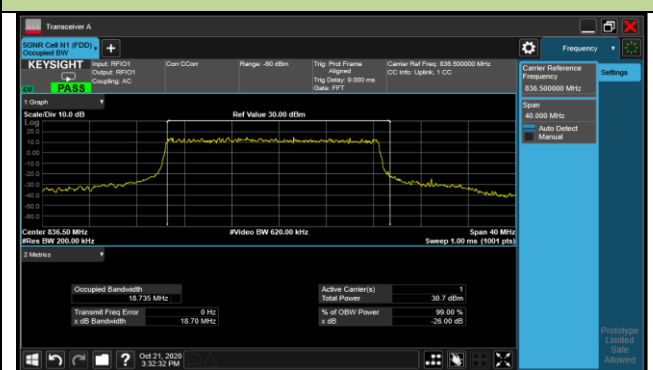 Transceiver A
5GNR Cell N1 (FDD)
Occupied BW
Frequency
KEYSIGHT
Input: RFIO1
Output: RFIO1
Coupling: AC
Corr CCorr
Range: -60 dBm
Trig: Prot Frame
Aligned
Trig Delay: 9.000 ms
Gate: FFT
Carrier Ref Freq: 836.500000 MHz
CC Info: Uplink, 1 CC
PASS
Carrier Reference
Frequency
836.500000 MHz
Settings
Span
40.000 MHz
Auto Detect
Manual
1 Graph
Scale/Div 10.0 dB
Ref Value 30.00 dBm
Log
20.0
10.0
0.00
-10.0
-20.0
-30.0
-40.0
-50.0
-60.0
Center 836.50 MHz
#Video BW 620.00 kHz
Span 40 MHz
#Res BW 200.00 kHz
Sweep 1.00 ms (1001 pts)
2 Metrics
Occupied Bandwidth
18.735 MHz
Active Carrier(s) 1
Total Power 30.7 dBm
Transmit Freq Error 0 Hz
x dB Bandwidth 18.70 MHz
% of OBW Power 99.00 %
x dB -26.00 dB
Prototype
Limited
Sale
Allowed
?
Oct 21, 2020
3:32:32 PM